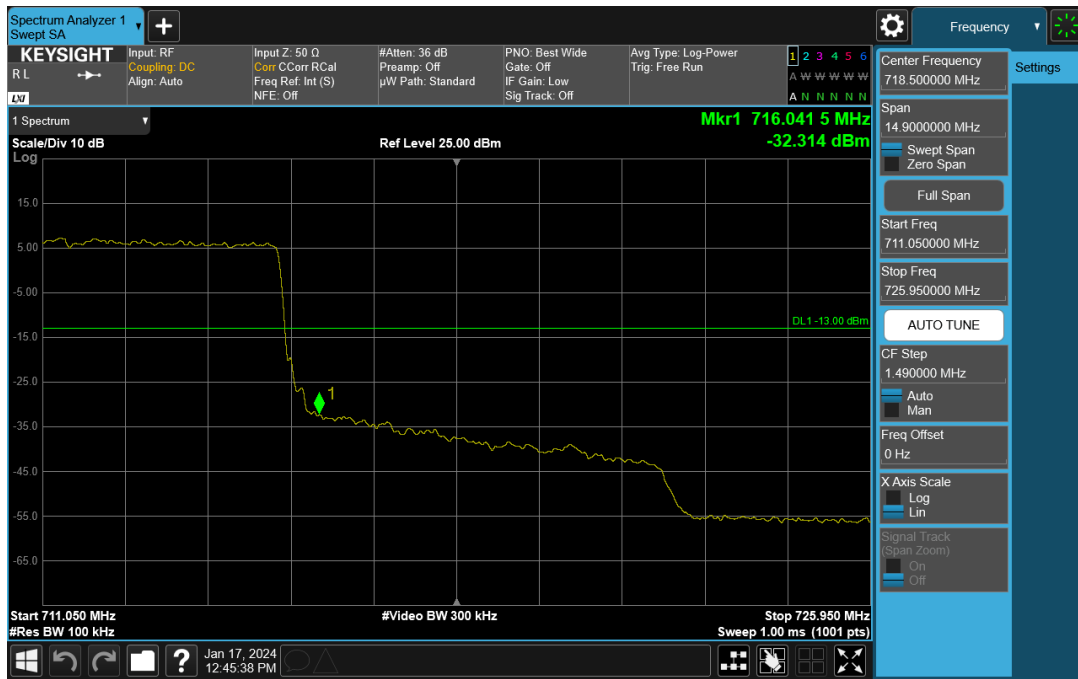 Spectrum Analyzer 1
Swept SA
Frequency
KEYSIGHT
R L
LXI
Input: RF
Coupling: DC
Align: Auto
Input Z: 50 Ω
Corr CCorr RCal
Freq Ref: Int (S)
NFE: Off
#Atten: 36 dB
Preamp: Off
µW Path: Standard
PNO: Best Wide
Gate: Off
IF Gain: Low
Sig Track: Off
Avg Type: Log-Power
Trig: Free Run
1 2 3 4 5 6
A W W W W W
A N N N N N
1 Spectrum
Scale/Div 10 dB
Log
Ref Level 25.00 dBm
Mkr1 716.041 5 MHz
-32.314 dBm
15.0
5.00
-5.00
-15.0
-25.0
-35.0
-45.0
-55.0
-65.0
DL1 -13.00 dBm
1
Start 711.050 MHz
#Res BW 100 kHz
#Video BW 300 kHz
Stop 725.950 MHz
Sweep 1.00 ms (1001 pts)
Center Frequency
718.500000 MHz
Settings
Span
14.9000000 MHz
Swept Span
Zero Span
Full Span
Start Freq
711.050000 MHz
Stop Freq
725.950000 MHz
AUTO TUNE
CF Step
1.490000 MHz
Auto
Man
Freq Offset
0 Hz
X Axis Scale
Log
Lin
Signal Track
(Span Zoom)
On
Off
?
Jan 17, 2024
12:45:38 PM